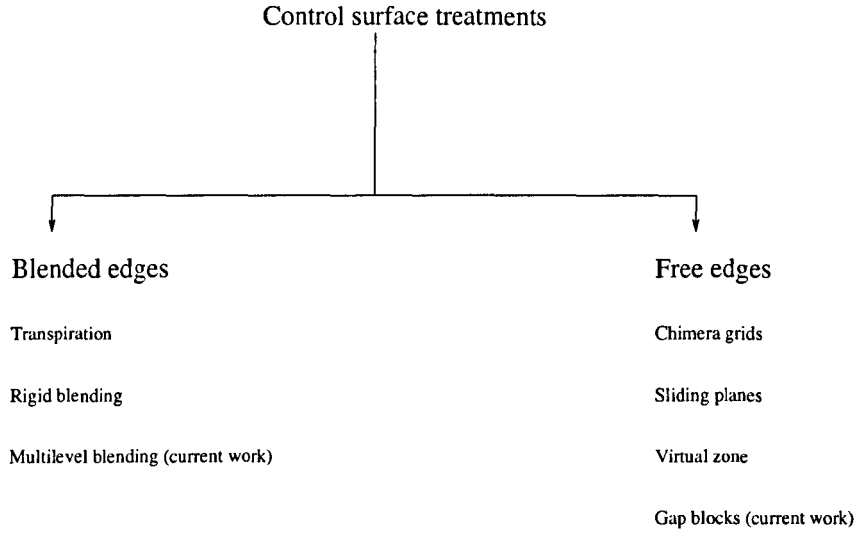 Control surface treatments
Blended edges
Transpiration
Rigid blending
Multilevel blending (current work)
Free edges
Chimera grids
Sliding planes
Virtual zone
Gap blocks (current work)